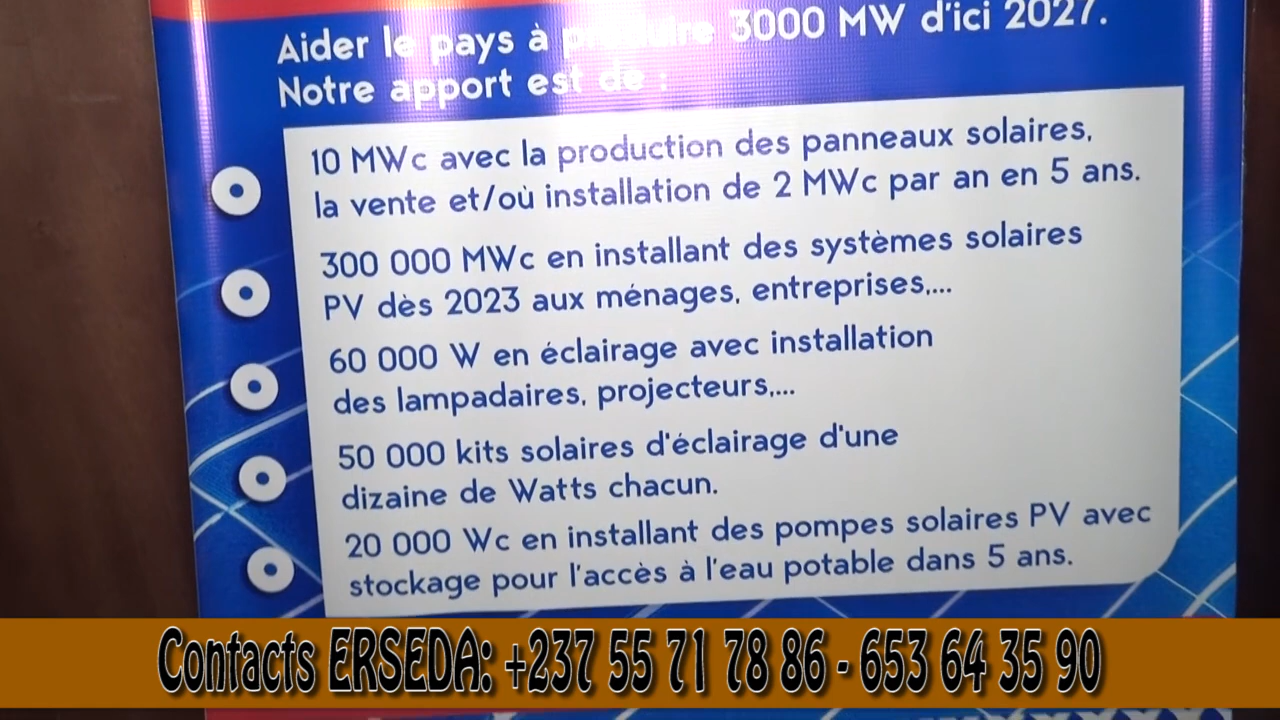 Aider le pays à produire 3000 MW d'ici 2027.
Notre apport est de :
10 MWc avec la production des panneaux solaires,
la vente et/où installation de 2 MWc par an en 5 ans.
300 000 MWc en installant des systèmes solaires
PV dès 2023 aux ménages, entreprises,...
60 000 W en éclairage avec installation
des lampadaires, projecteurs,...
50 000 kits solaires d'éclairage d'une
dizaine de Watts chacun.
20 000 Wc en installant des pompes solaires PV avec
stockage pour l'accès à l'eau potable dans 5 ans.
Contacts ERSEDA: +237 55 71 78 86 - 653 64 35 90